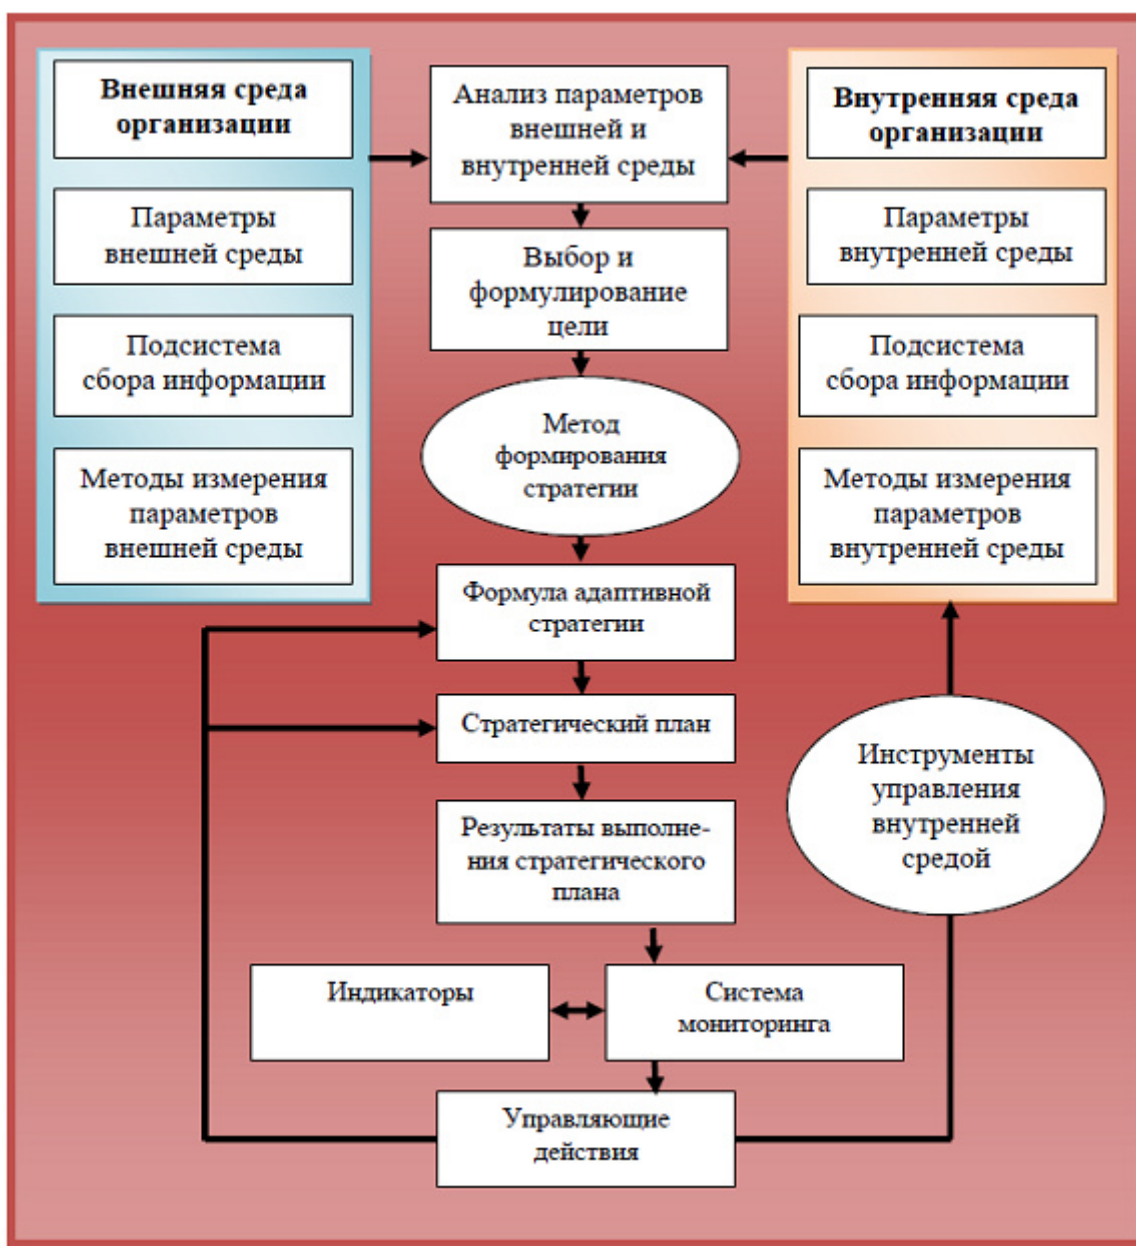 Внешняя среда
организации
Параметры
внешней среды
Подсистема
сбора информации
Методы измерения
параметров
внешней среды
Анализ параметров
внешней и
внутренней среды
Выбор и
формулирование
цели
Метод
формирования
стратегии
Формула адаптивной
стратегии
Стратегический план
Результаты выполне-
ния стратегического
плана
Индикаторы
Система
мониторинга
Управляющие
действия
Внутренняя среда
организации
Параметры
внутренней среды
Подсистема
сбора информации
Методы измерения
параметров
внутренней среды
Инструменты
управления
внутренней
средой